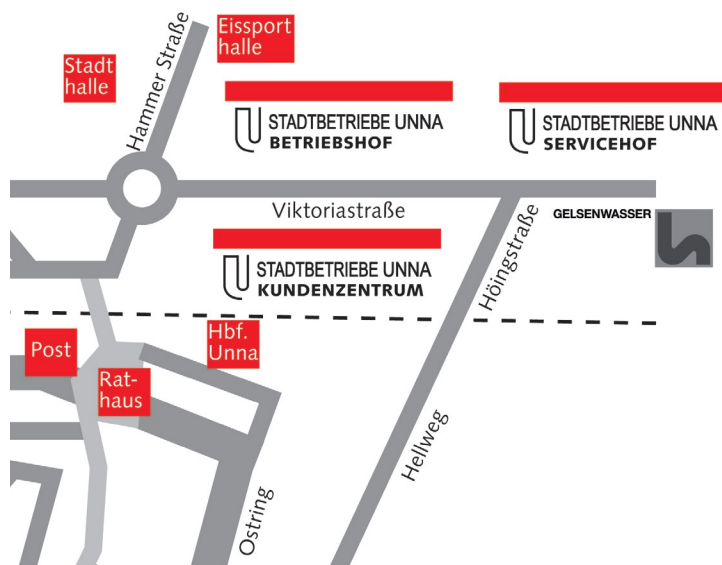 Eissport
halle
Stadt
halle
Hammer Straße
STADTBETRIEBE UNNA
BETRIEBSHOF
STADTBETRIEBE UNNA
SERVICEHOF
Viktoriastraße
GELSENWASSER
STADTBETRIEBE UNNA
KUNDENZENTRUM
Höingstraße
Hbf.
Unna
Post
Rat-
haus
Hellweg
Ostring